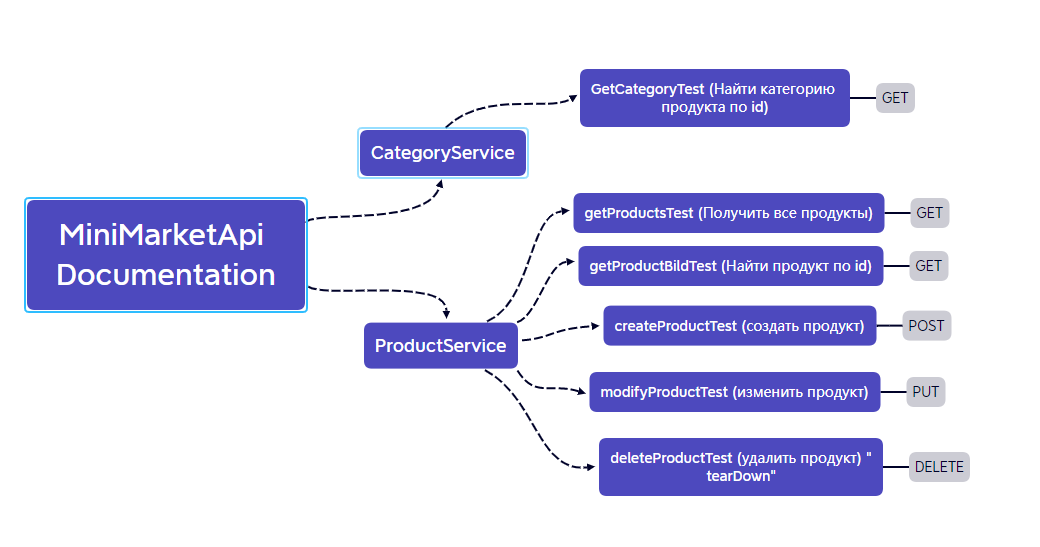 GetCategoryTest (Найти категорию
продукта по id)
GET
CategoryService
MiniMarketApi
Documentation
getProductsTest (Получить все продукты)
GET
getProductBildTest (Найти продукт по id)
GET
createProductTest (создать продукт)
POST
ProductService
modifyProductTest (изменить продукт)
PUT
deleteProductTest (удалить продукт) "
tearDown"
DELETE